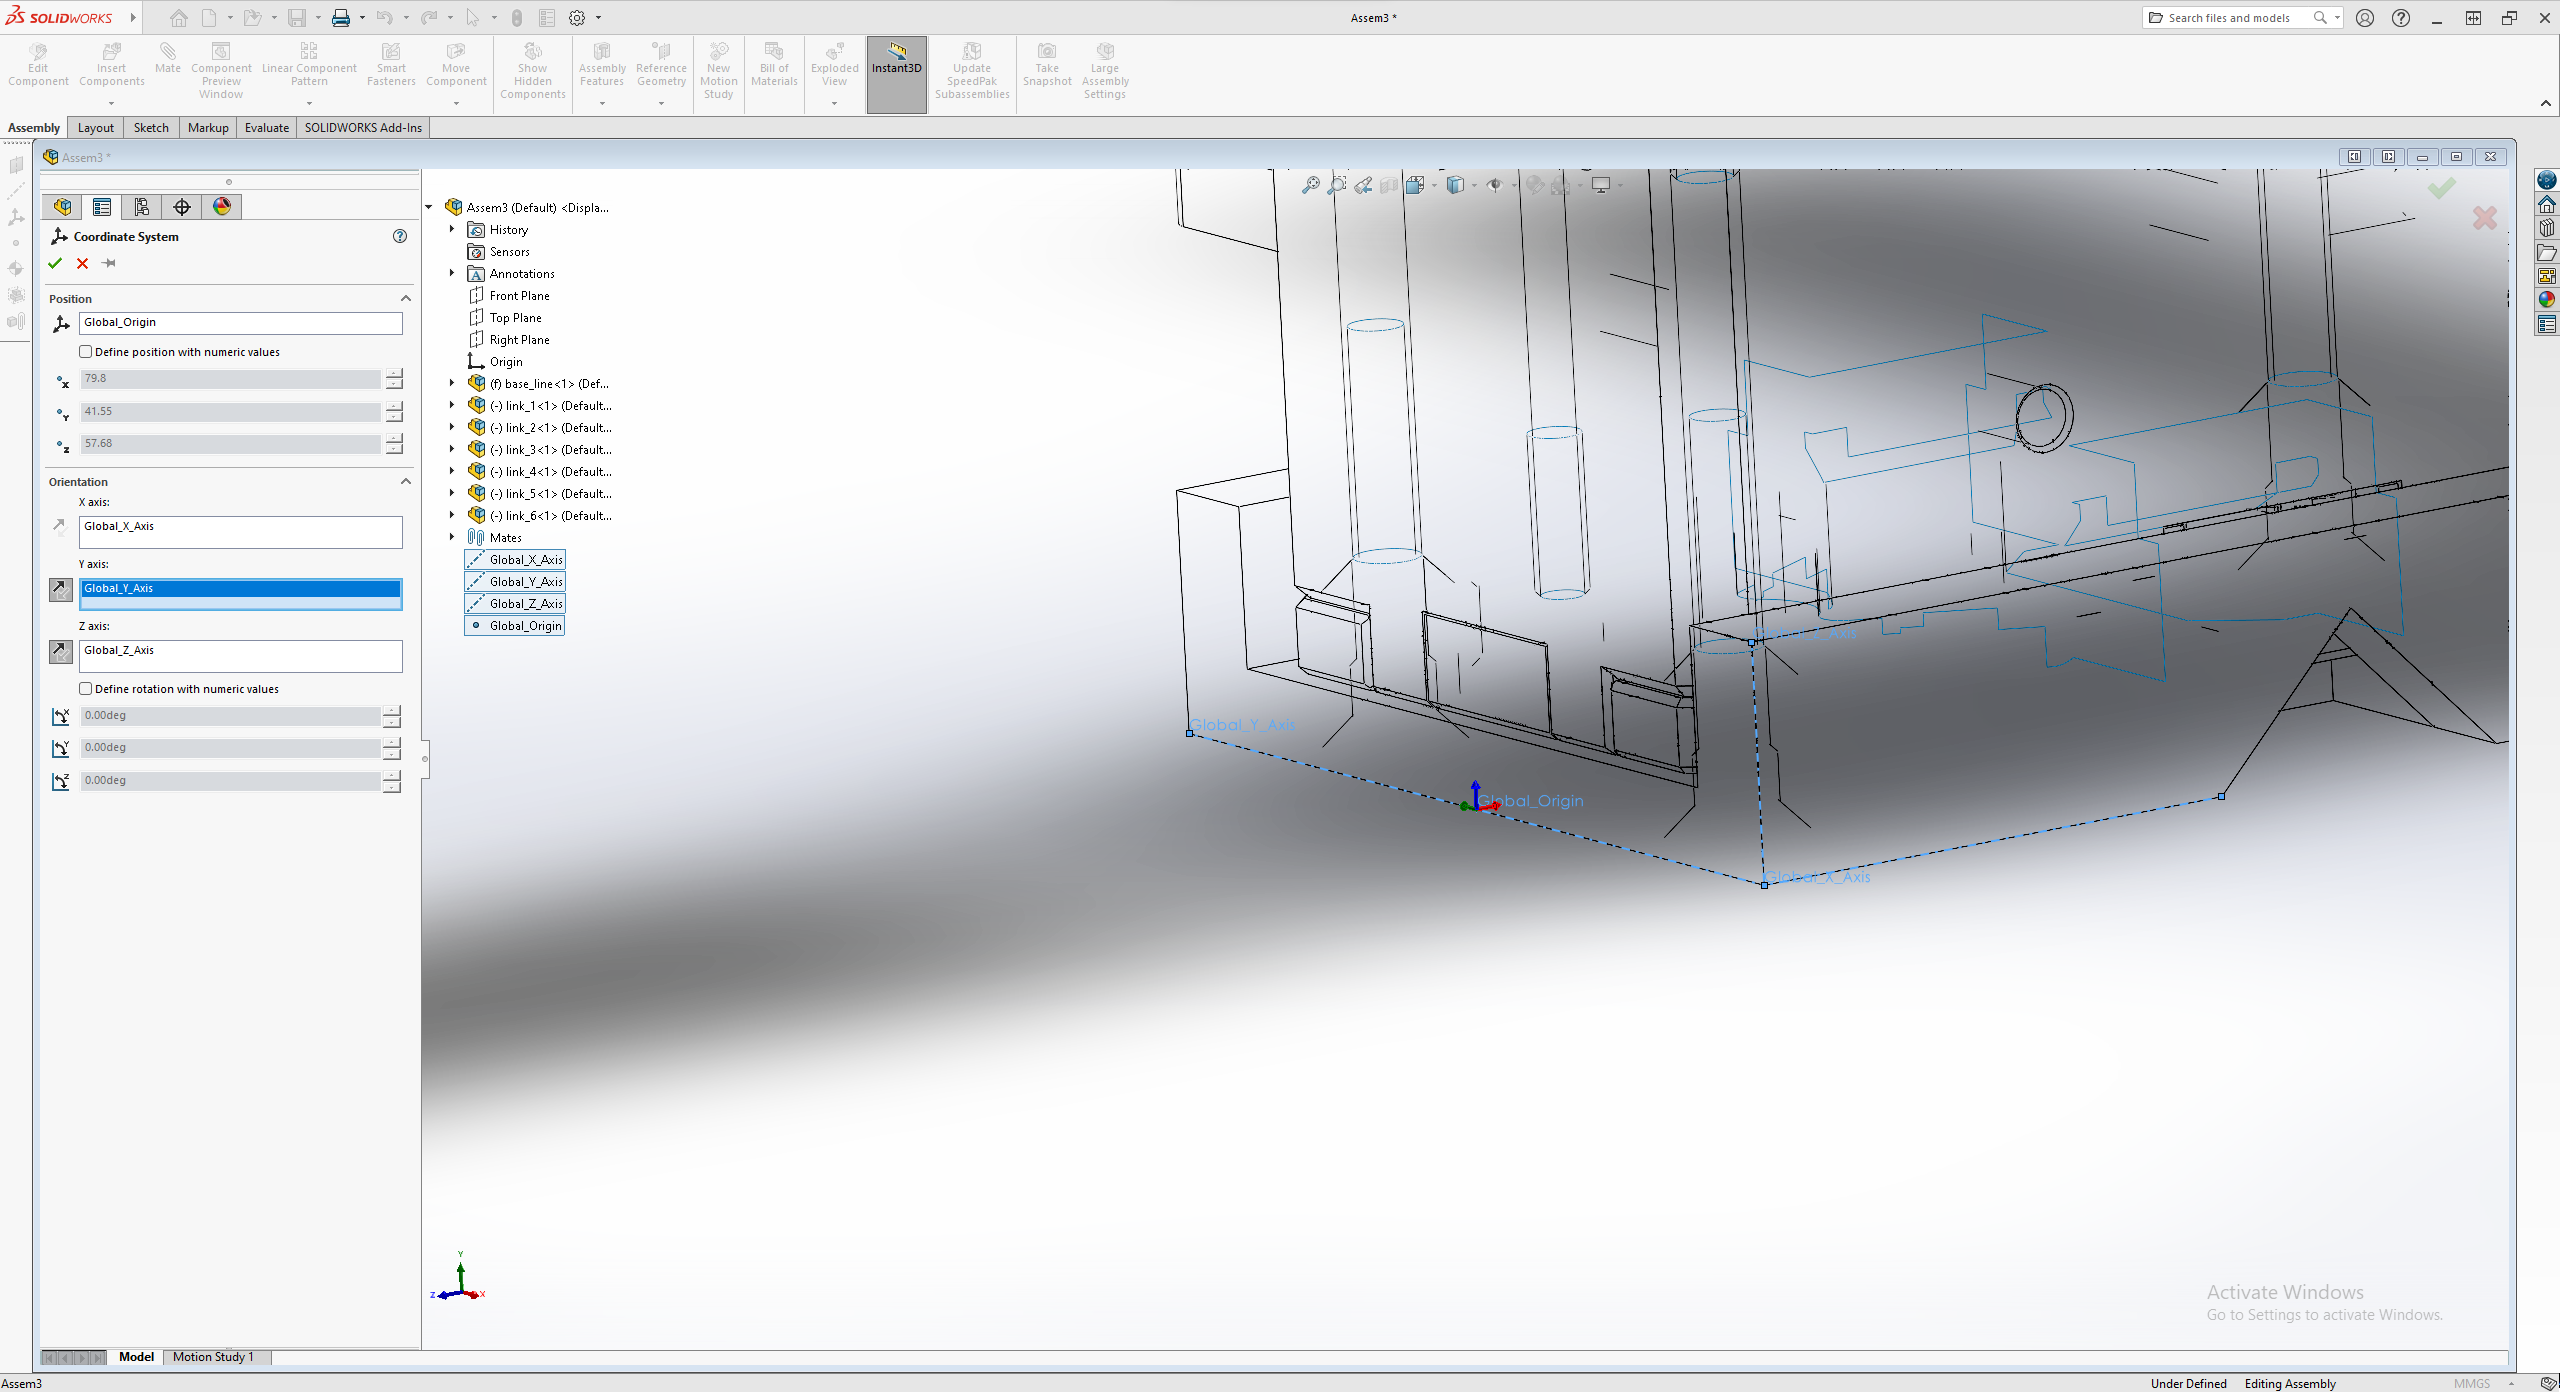 SOLIDWORKS
Assem3 *
Search files and models
Edit Component
Insert Components
Mate
Component Preview Window
Linear Component Pattern
Smart Fasteners
Move Component
Show Hidden Components
Assembly Features
Reference Geometry
New Motion Study
Bill of Materials
Exploded View
Instant3D
Update SpeedPak Subassemblies
Take Snapshot
Large Assembly Settings
Assembly
Layout
Sketch
Markup
Evaluate
SOLIDWORKS Add-Ins
Assem3 *
Coordinate System
Position
Global_Origin
Define position with numeric values
X
79.8
Y
41.55
Z
57.68
Orientation
X axis:
Global_X_Axis
Y axis:
Global_Y_Axis
Z axis:
Global_Z_Axis
Define rotation with numeric values
0.00deg
0.00deg
0.00deg
Assem3 (Default) <Displa...
History
Sensors
Annotations
Front Plane
Top Plane
Right Plane
Origin
(f) base_line<1> (Def...
(-) link_1<1> (Default...
(-) link_2<1> (Default...
(-) link_3<1> (Default...
(-) link_4<1> (Default...
(-) link_5<1> (Default...
(-) link_6<1> (Default...
Mates
Global_X_Axis
Global_Y_Axis
Global_Z_Axis
Global_Origin
Global_Y_Axis
Global_Origin
Global_X_Axis
Y
Z
X
Activate Windows
Go to Settings to activate Windows.
Model
Motion Study 1
Assem3
Under Defined
Editing Assembly
MMGS